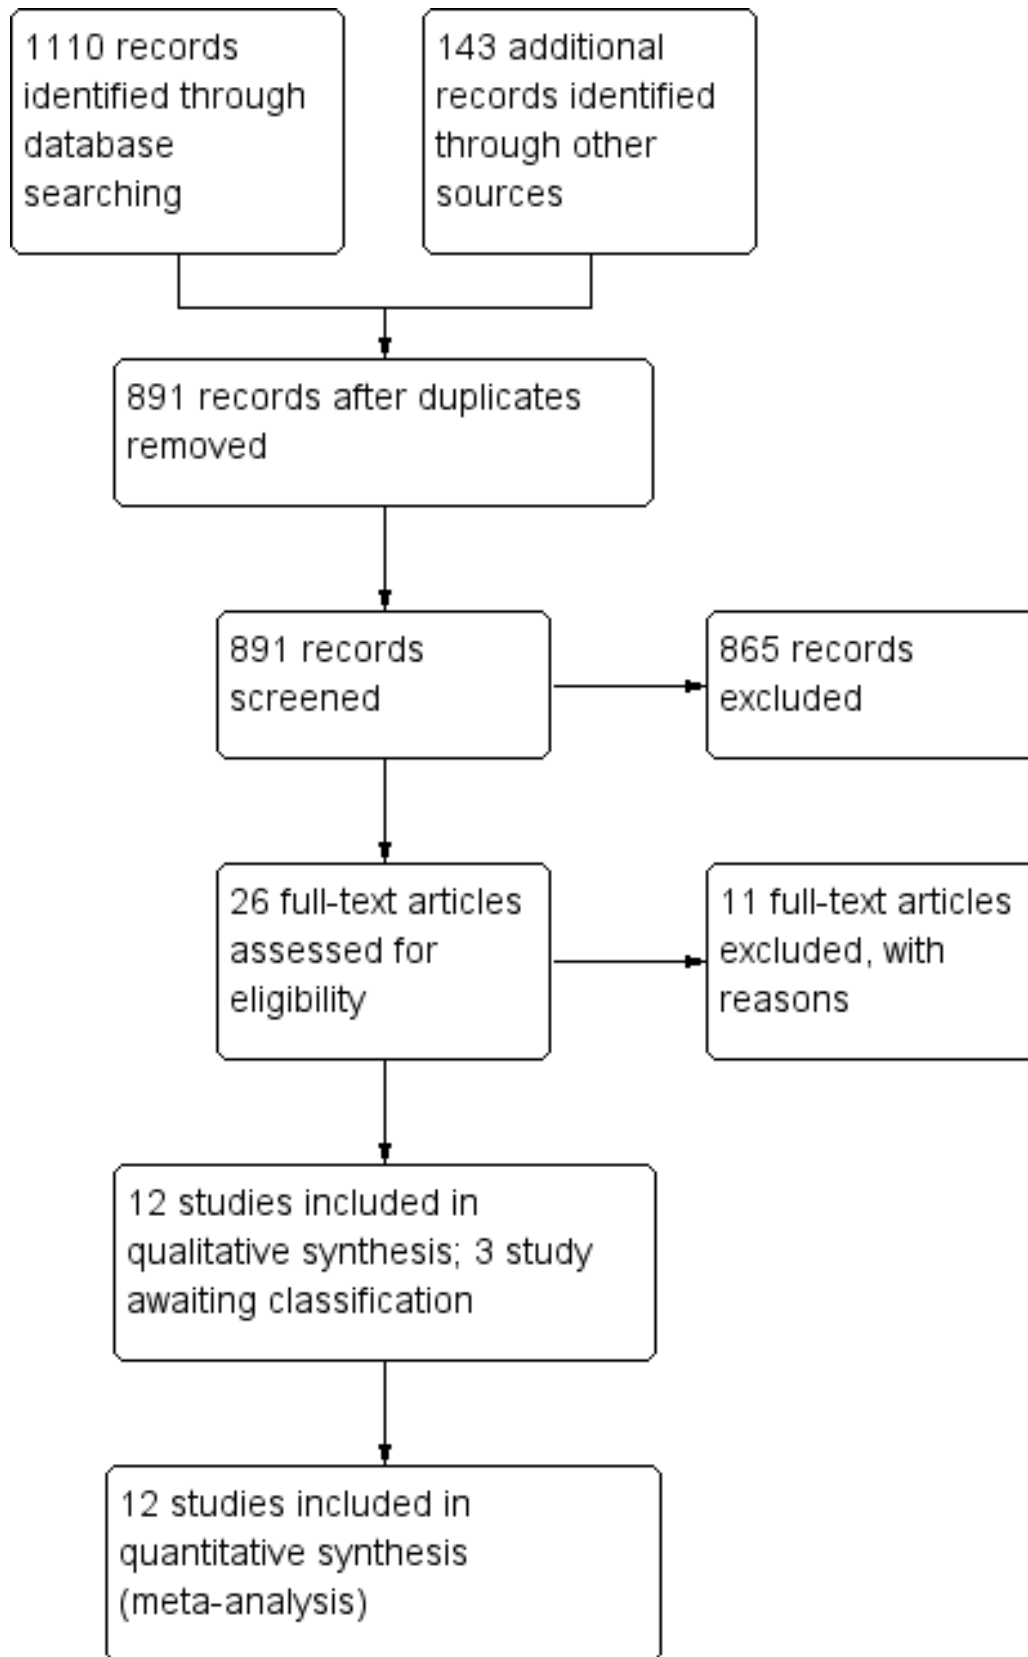 1110 records
identified through
database
searching
143 additional
records identified
through other
sources
891 records after duplicates
removed
891 records
screened
865 records
excluded
26 full-text articles
assessed for
eligibility
11 full-text articles
excluded, with
reasons
12 studies included in
qualitative synthesis; 3 study
awaiting classification
12 studies included in
quantitative synthesis
(meta-analysis)